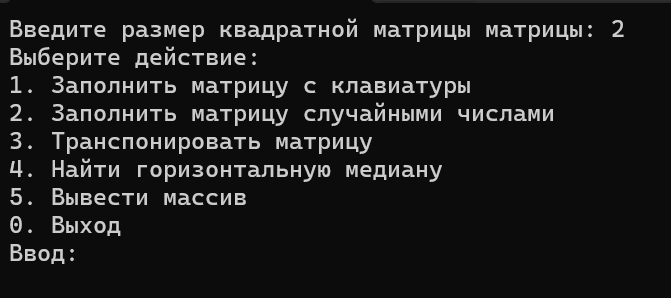 Введите размер квадратной матрицы матрицы: 2
Выберите действие:
1. Заполнить матрицу с клавиатуры
2. Заполнить матрицу случайными числами
3. Транспонировать матрицу
4. Найти горизонтальную медиану
5. Вывести массив
0. Выход
Ввод: